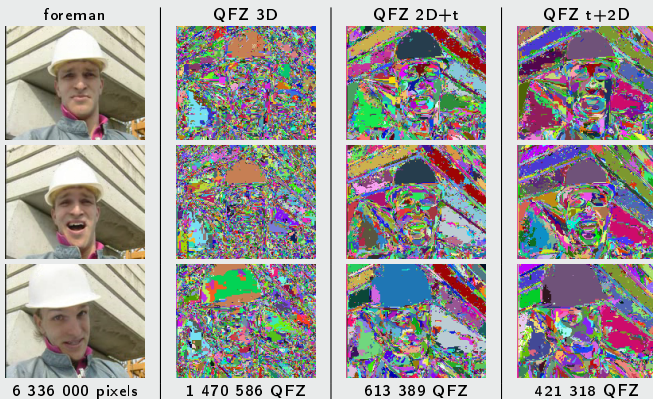 foreman
QFZ 3D
QFZ 2D+t
QFZ t+2D
6 336 000 pixels
1 470 586 QFZ
613 389 QFZ
421 318 QFZ